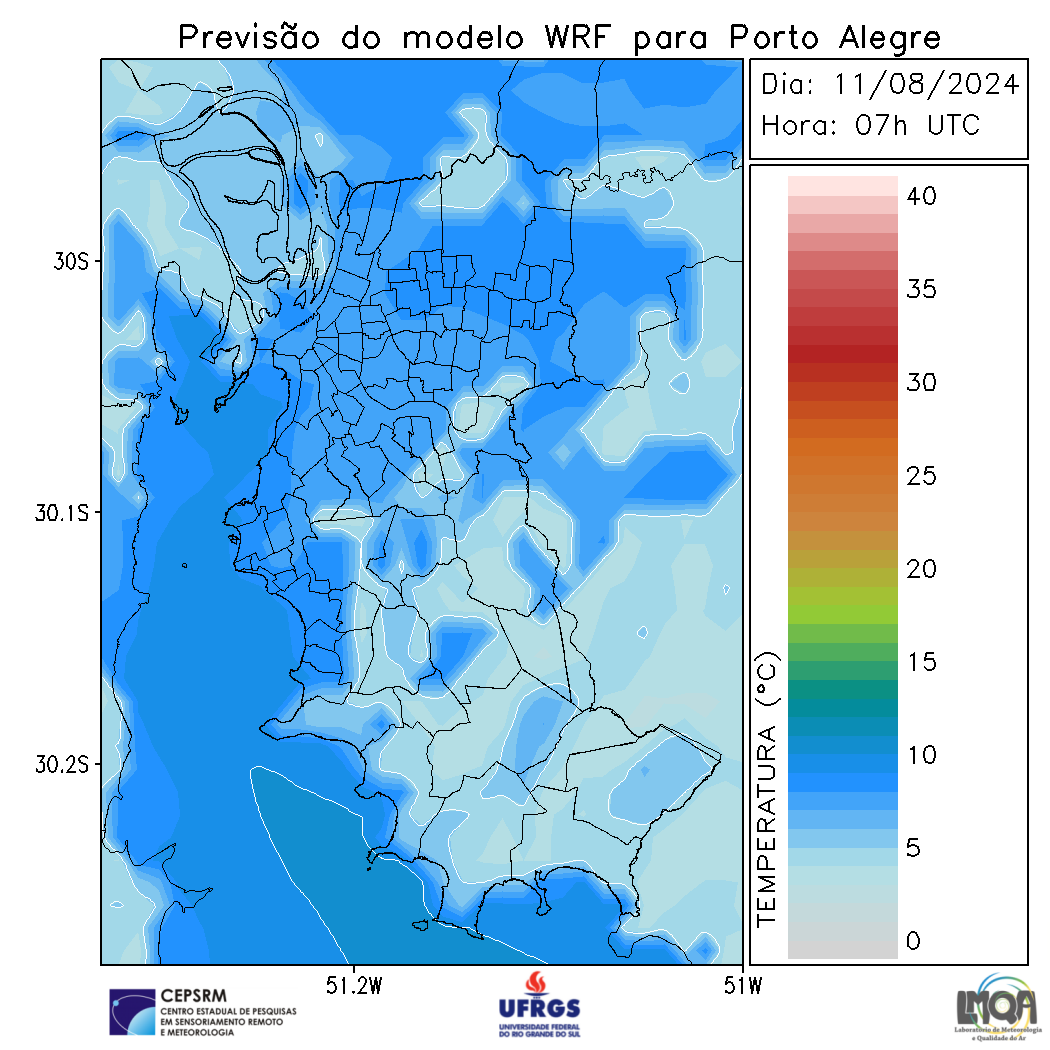 Previsão do modelo WRF para Porto Alegre
Dia: 11/08/2024
Hora: 07h UTC
40
35
30
25
20
15
10
5
0
TEMPERATURA (°C)
30S
30.1S
30.2S
51.2W
51W
CEPSRM
CENTRO ESTADUAL DE PESQUISAS
EM SENSORIAMENTO REMOTO
E METEOROLOGIA
UFRGS
UNIVERSIDADE FEDERAL
DO RIO GRANDE DO SUL
LMQA
Laboratório de Meteorologia
e Qualidade do Ar